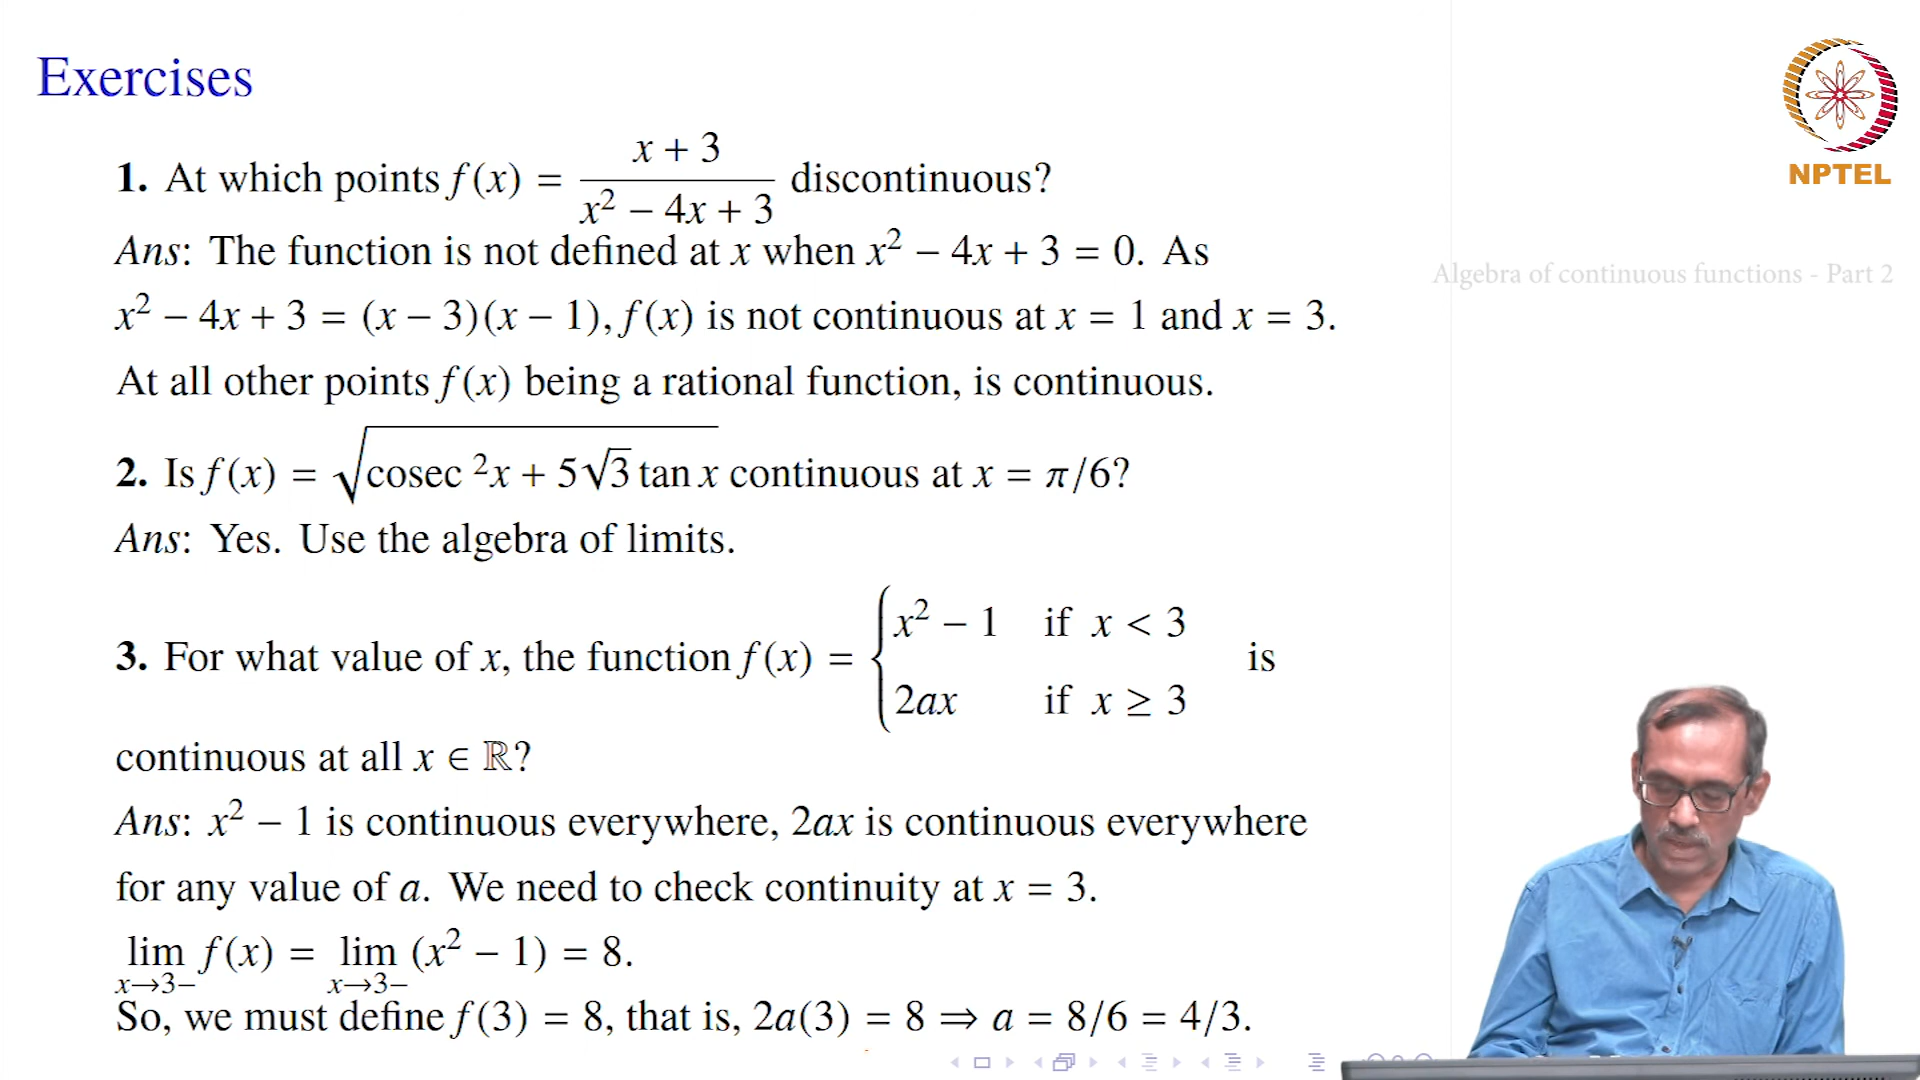 Exercises
NPTEL
1. At which points f(x) = (x + 3)/(x² − 4x + 3) discontinuous?
Ans: The function is not defined at x when x² − 4x + 3 = 0. As
x² − 4x + 3 = (x − 3)(x − 1), f(x) is not continuous at x = 1 and x = 3.
At all other points f(x) being a rational function, is continuous.
Algebra of continuous functions - Part 2
2. Is f(x) = √(cosec ²x + 5√3 tan x) continuous at x = π/6?
Ans: Yes. Use the algebra of limits.
3. For what value of x, the function f(x) = { x² − 1 if x < 3
2ax if x ≥ 3 is
continuous at all x ∈ ℝ?
Ans: x² − 1 is continuous everywhere, 2ax is continuous everywhere
for any value of a. We need to check continuity at x = 3.
lim x→3− f(x) = lim x→3− (x² − 1) = 8.
So, we must define f(3) = 8, that is, 2a(3) = 8 ⇒ a = 8/6 = 4/3.